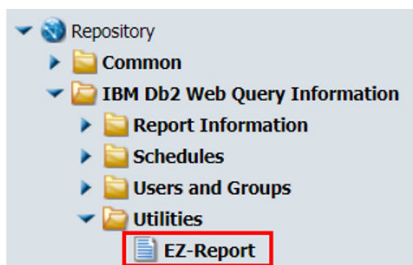 Repository
Common
IBM Db2 Web Query Information
Report Information
Schedules
Users and Groups
Utilities
EZ-Report